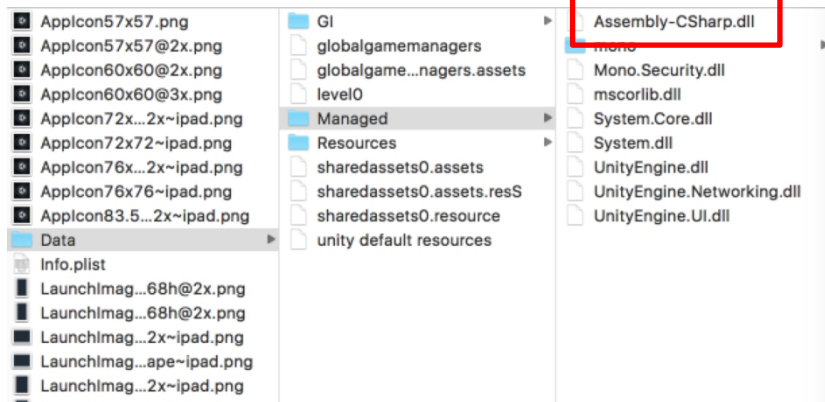 AppIcon57x57.png
AppIcon57x57@2x.png
AppIcon60x60@2x.png
AppIcon60x60@3x.png
AppIcon72x...2x~ipad.png
AppIcon72x72~ipad.png
AppIcon76x...2x~ipad.png
AppIcon76x76~ipad.png
AppIcon83.5...2x~ipad.png
Data
Info.plist
LaunchImag...68h@2x.png
LaunchImag...68h@2x.png
LaunchImag...2x~ipad.png
LaunchImag...ape~ipad.png
LaunchImag...2x~ipad.png
GI
globalgamemanagers
globalgame...nagers.assets
level0
Managed
Resources
sharedassets0.assets
sharedassets0.assets.resS
sharedassets0.resource
unity default resources
Assembly-CSharp.dll
mono
Mono.Security.dll
mscorlib.dll
System.Core.dll
System.dll
UnityEngine.dll
UnityEngine.Networking.dll
UnityEngine.UI.dll